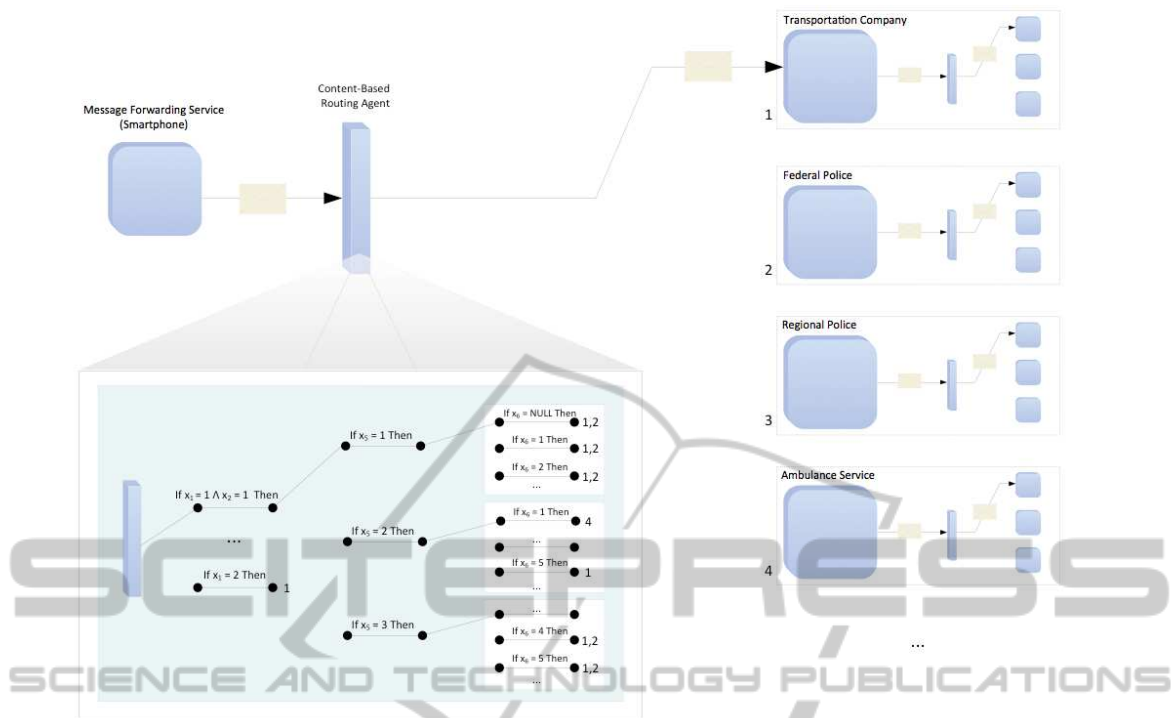 Message Forwarding Service
(Smartphone)
Content-Based
Routing Agent
Transportation Company
1
Federal Police
2
Regional Police
3
Ambulance Service
4
...
If x₁ = 1 Λ x₂ = 1 Then
...
If x₁ = 2 Then
1
If x₅ = 1 Then
If x₆ = NULL Then
1,2
If x₆ = 1 Then
1,2
If x₆ = 2 Then
1,2
...
If x₅ = 2 Then
If x₆ = 1 Then
4
...
If x₆ = 5 Then
1
...
If x₅ = 3 Then
...
If x₆ = 4 Then
1,2
If x₆ = 5 Then
1,2
...
SCITEPRESS
SCIENCE AND TECHNOLOGY PUBLICATIONS